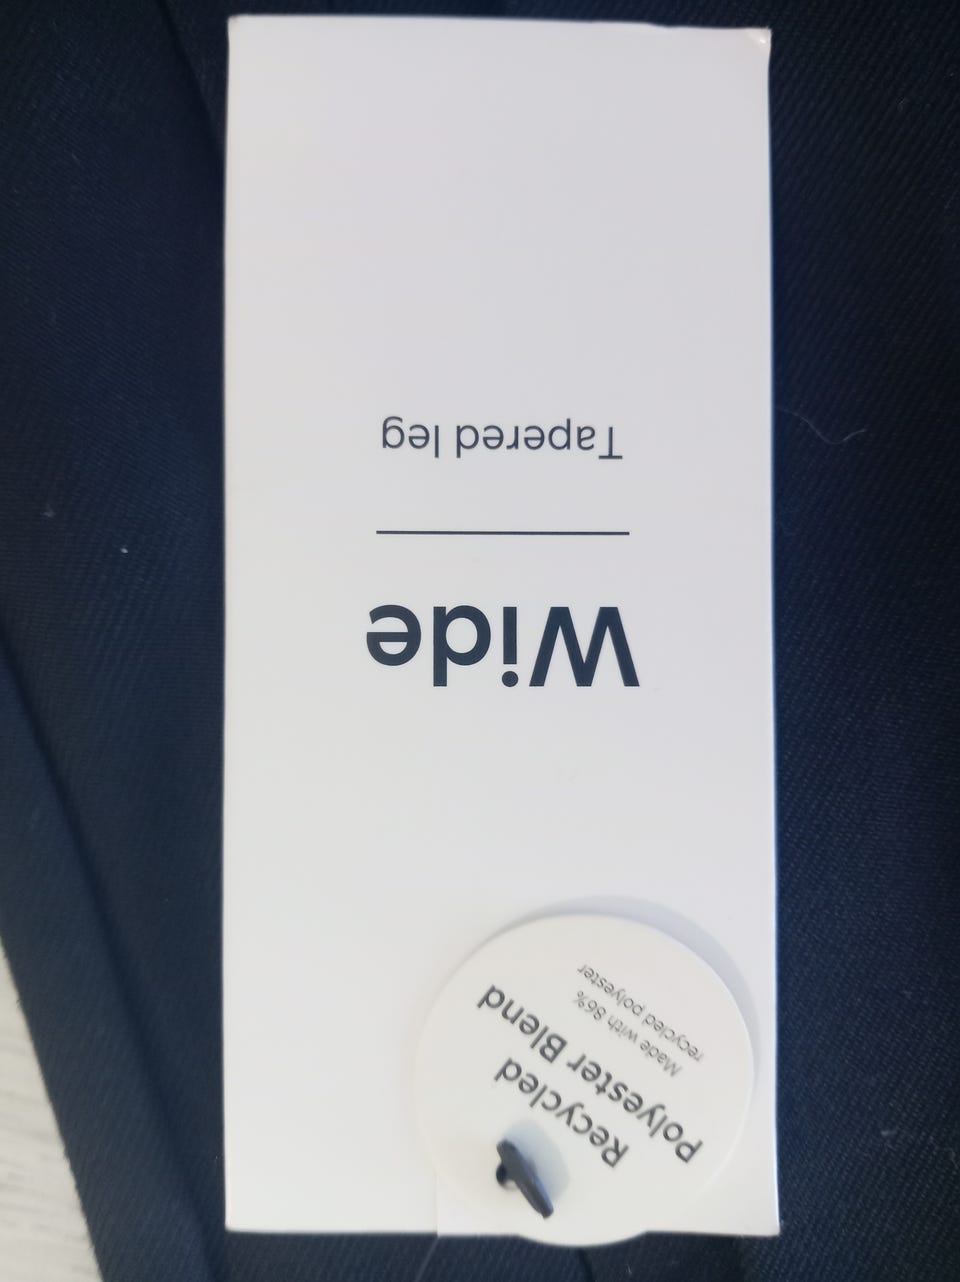 Recycled
Polyester Blend
Made with 86%
recycled polyester
Wide
Tapered leg